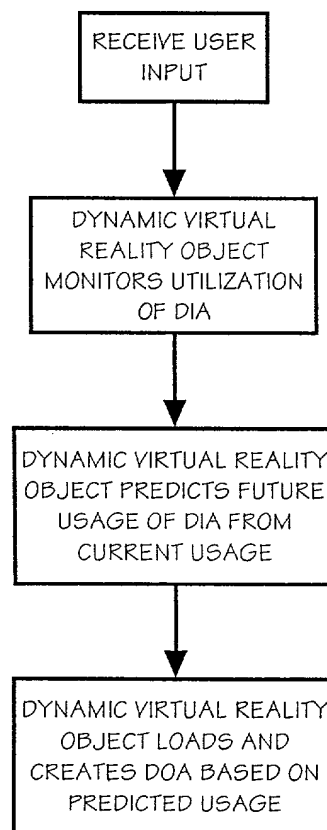 RECEIVE USER
INPUT
DYNAMIC VIRTUAL
REALITY OBJECT
MONITORS UTILIZATION
OF DIA
DYNAMIC VIRTUAL REALITY
OBJECT PREDICTS FUTURE
USAGE OF DIA FROM
CURRENT USAGE
DYNAMIC VIRTUAL REALITY
OBJECT LOADS AND
CREATES DOA BASED ON
PREDICTED USAGE